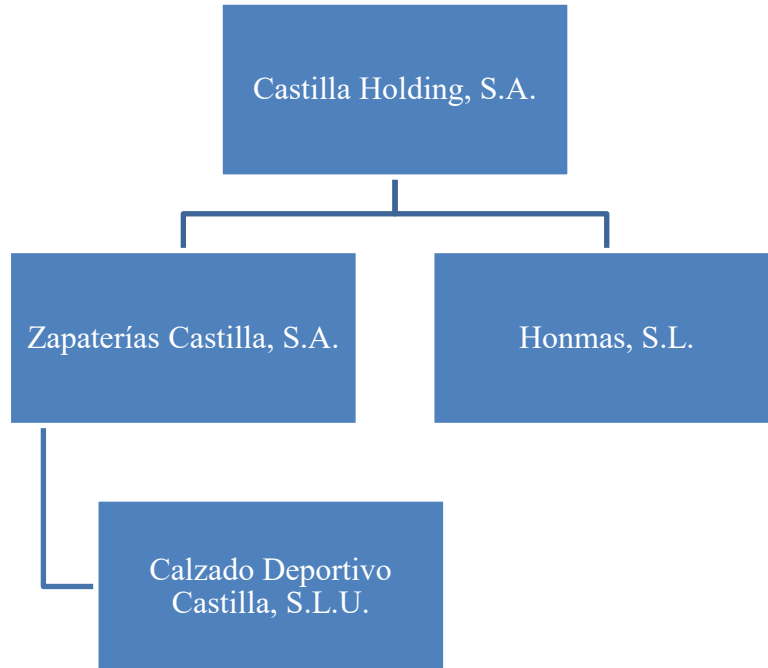 Castilla Holding, S.A.
Zapaterías Castilla, S.A.
Honmas, S.L.
Calzado Deportivo
Castilla, S.L.U.